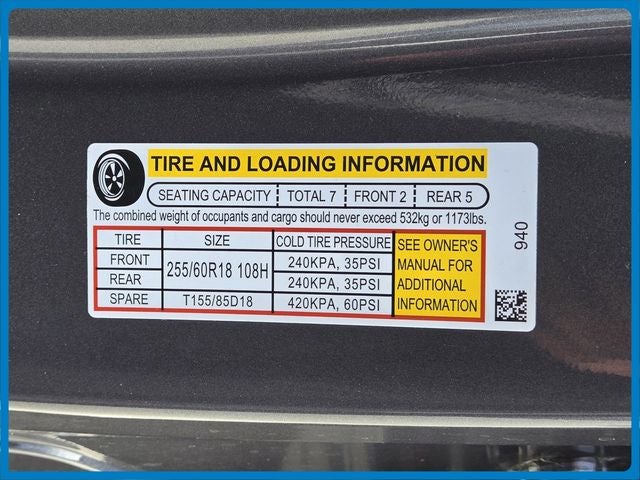 TIRE AND LOADING INFORMATION
SEATING CAPACITY TOTAL 7 FRONT 2 REAR 5
The combined weight of occupants and cargo should never exceed 532kg or 1173lbs.
TIRE SIZE COLD TIRE PRESSURE
FRONT 255/60R18 108H 240KPA, 35PSI
REAR 240KPA, 35PSI
SPARE T155/85D18 420KPA, 60PSI
SEE OWNER'S
MANUAL FOR
ADDITIONAL
INFORMATION
940